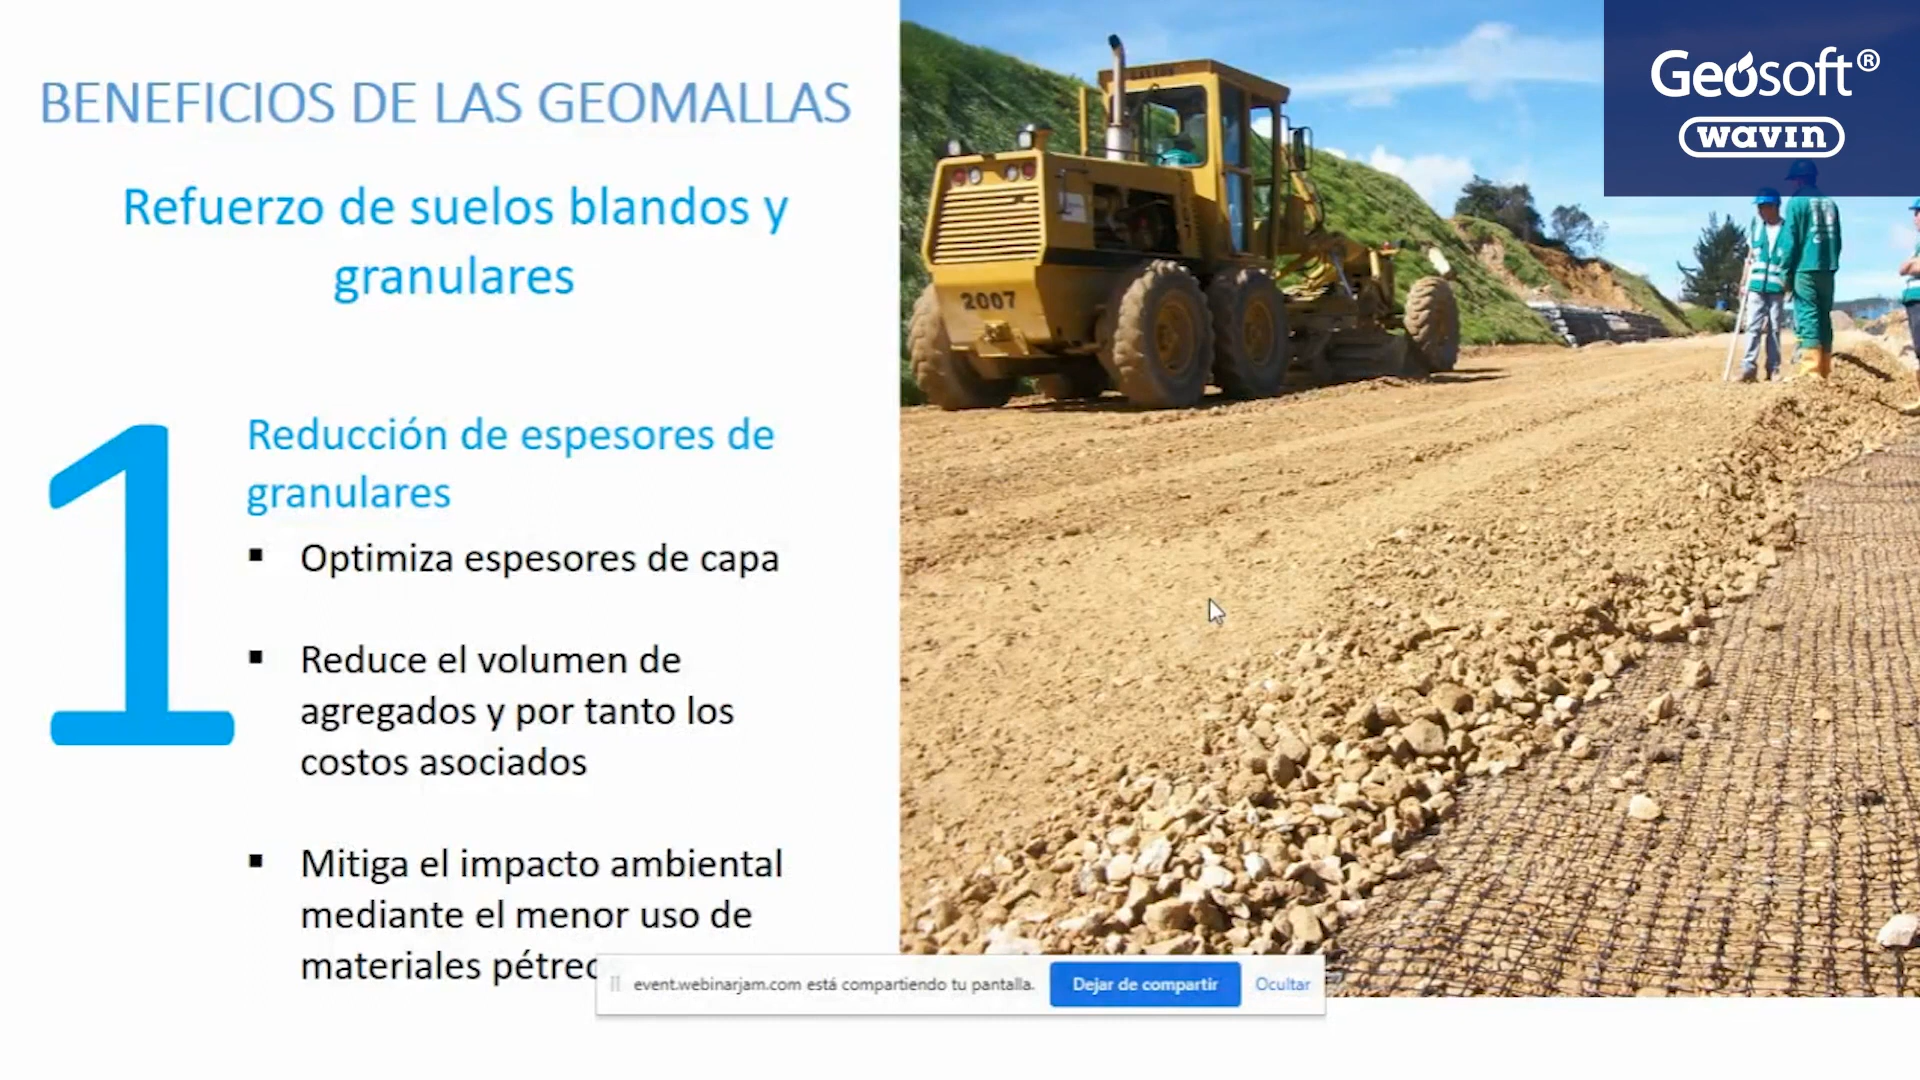 BENEFICIOS DE LAS GEOMALLAS
Refuerzo de suelos blandos y
granulares
1
Reducción de espesores de
granulares
▪ Optimiza espesores de capa
▪ Reduce el volumen de
agregados y por tanto los
costos asociados
▪ Mitiga el impacto ambiental
mediante el menor uso de
materiales pétreo
Geosoft®
wavin
2007
event.webinarjam.com está compartiendo tu pantalla.
Dejar de compartir
Ocultar